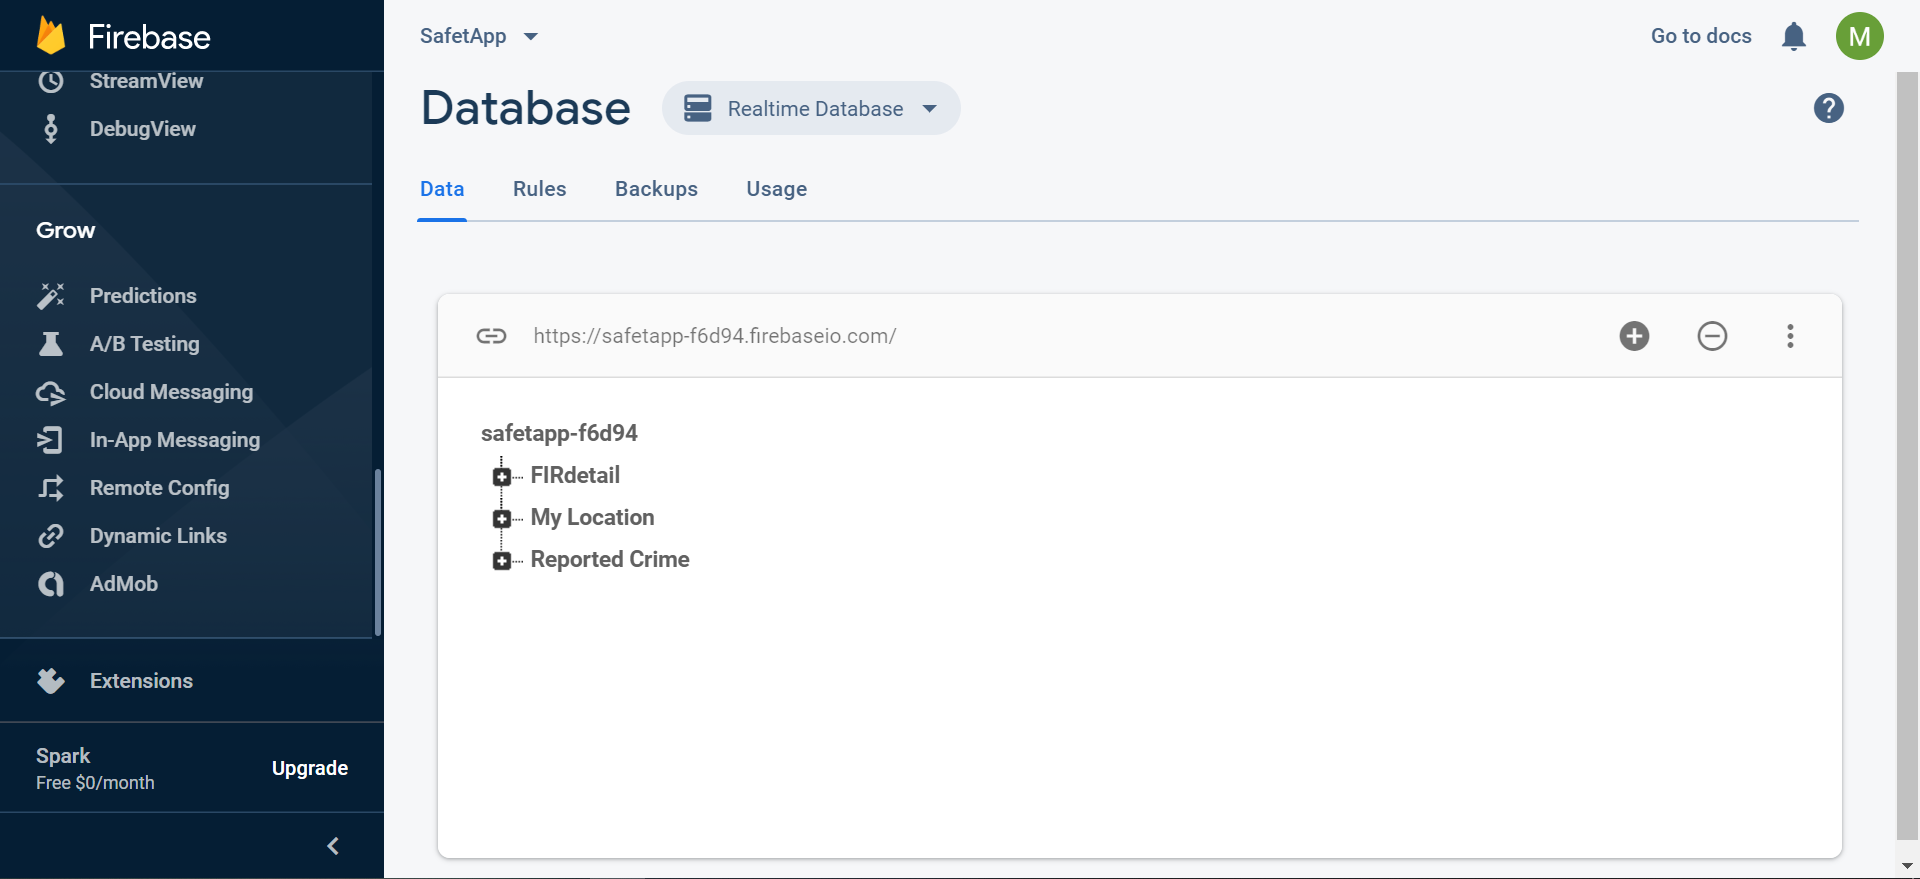 Firebase
StreamView
DebugView
Grow
Predictions
A/B Testing
Cloud Messaging
In-App Messaging
Remote Config
Dynamic Links
AdMob
Extensions
Spark
Free $0/month
Upgrade
SafetApp
Go to docs
M
Database
Realtime Database
?
Data Rules Backups Usage
https://safetapp-f6d94.firebaseio.com/
safetapp-f6d94
FIRdetail
My Location
Reported Crime